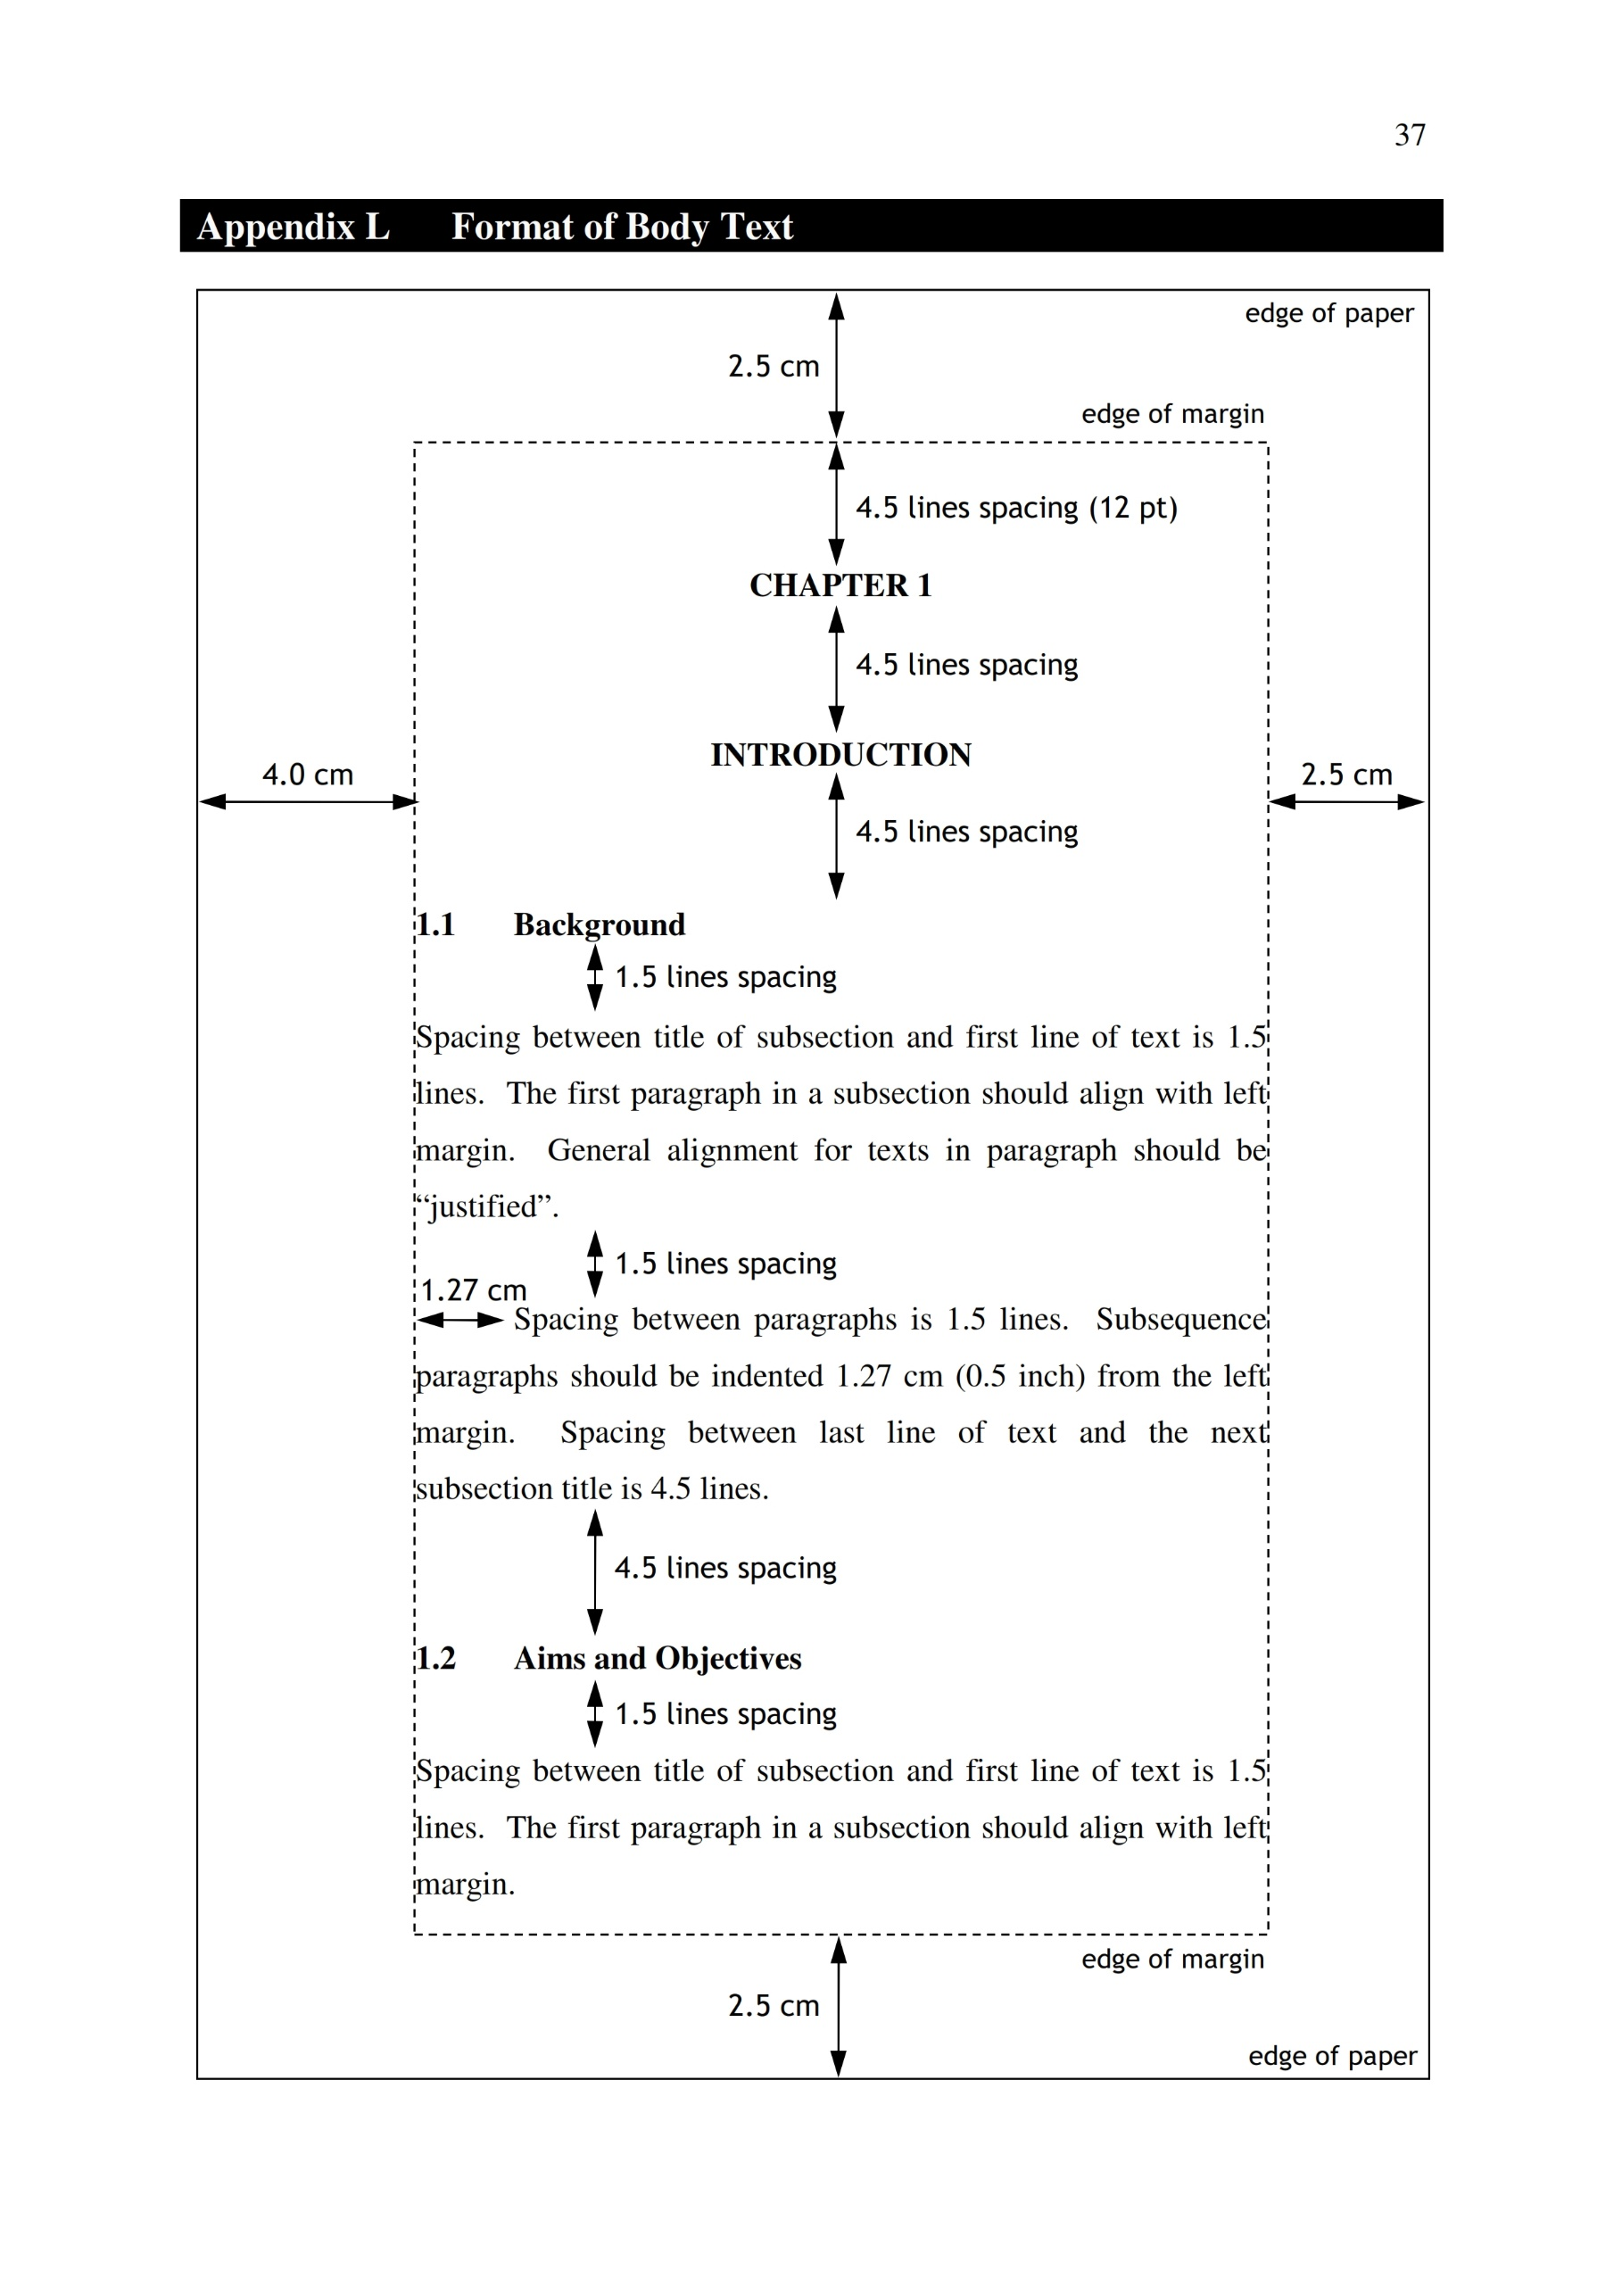 37
Appendix L Format of Body Text
edge of paper
2.5 cm
edge of margin
4.5 lines spacing (12 pt)
CHAPTER 1
4.5 lines spacing
INTRODUCTION
4.0 cm
2.5 cm
4.5 lines spacing
1.1 Background
1.5 lines spacing
Spacing between title of subsection and first line of text is 1.5
lines. The first paragraph in a subsection should align with left
margin. General alignment for texts in paragraph should be
“justified”.
1.5 lines spacing
1.27 cm
Spacing between paragraphs is 1.5 lines. Subsequence
paragraphs should be indented 1.27 cm (0.5 inch) from the left
margin. Spacing between last line of text and the next
subsection title is 4.5 lines.
4.5 lines spacing
1.2 Aims and Objectives
1.5 lines spacing
Spacing between title of subsection and first line of text is 1.5
lines. The first paragraph in a subsection should align with left
margin.
edge of margin
2.5 cm
edge of paper